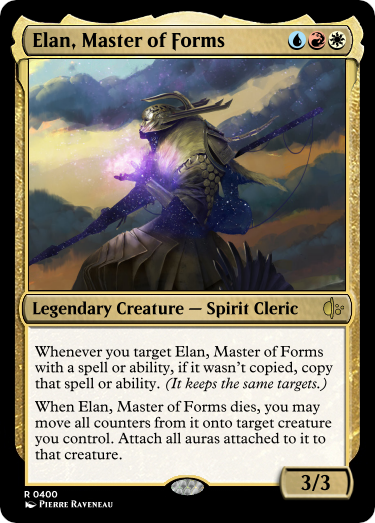 Elan, Master of Forms
Legendary Creature — Spirit Cleric
Whenever you target Elan, Master of Forms
with a spell or ability, if it wasn't copied, copy
that spell or ability. (It keeps the same targets.)
When Elan, Master of Forms dies, you may
move all counters from it onto target creature
you control. Attach all auras attached to it to
that creature.
3/3
R 0400
Pierre Raveneau